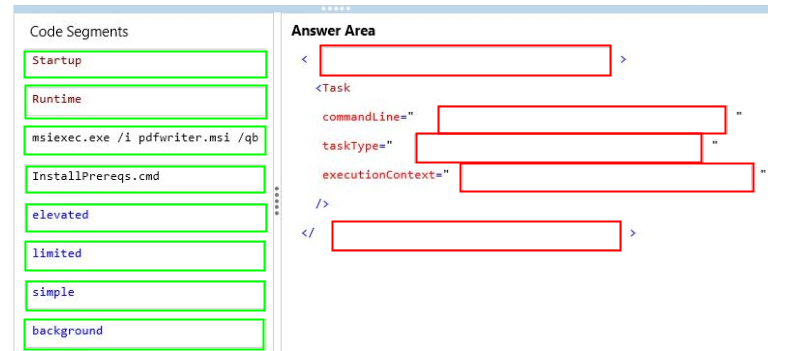 Code Segments
Startup
Runtime
msiexec.exe /i pdfwriter.msi /qb
InstallPrereqs.cmd
elevated
limited
simple
background
Answer Area
< >
<Task
commandLine=" "
taskType=" "
executionContext=" "
/>
</ >